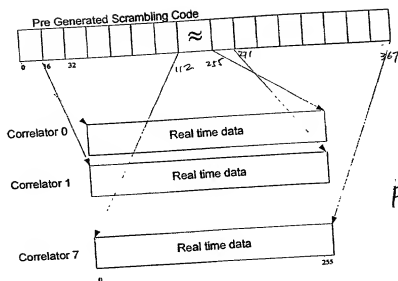 Pre Generated Scrambling Code
≈
0 16 32 112 255 271 367
Correlator 0 Real time data
Correlator 1 Real time data
Correlator 7 Real time data
0 255